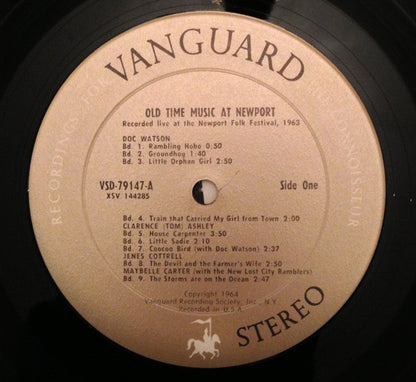 RECORDINGS FOR THE CONNOISSEUR
VANGUARD
OLD TIME MUSIC AT NEWPORT
Recorded live at the Newport Folk Festival, 1963
DOC WATSON
Bd. 1. Rambling Hobo 0:50
Bd. 2. Groundhog 1:40
Bd. 3. Little Orphan Girl 2:50
VSD-79147-A
Side One
XSV 144285
Bd. 4. Train that Carried My Girl from Town 2:00
CLARENCE (TOM) ASHLEY
Bd. 5. House Carpenter 3:50
Bd. 6. Little Sadie 2:10
Bd. 7. Coocoo Bird (with Doc Watson) 2:37
JENES COTTRELL
Bd. 8. The Devil and the Farmer's Wife 2:50
MAYBELLE CARTER (with the New Lost City Ramblers)
Bd. 9. The Storms are on the Ocean 2:47
Copyright 1964
Vanguard Recording Society, Inc., N.Y.
Recorded in U.S.A.
STEREO